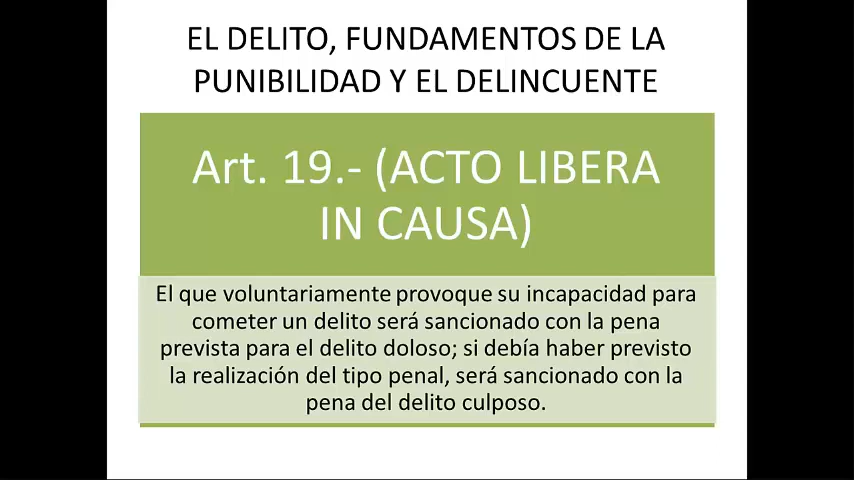 EL DELITO, FUNDAMENTOS DE LA
PUNIBILIDAD Y EL DELINCUENTE
Art. 19.- (ACTO LIBERA
IN CAUSA)
El que voluntariamente provoque su incapacidad para
cometer un delito será sancionado con la pena
prevista para el delito doloso; si debía haber previsto
la realización del tipo penal, será sancionado con la
pena del delito culposo.